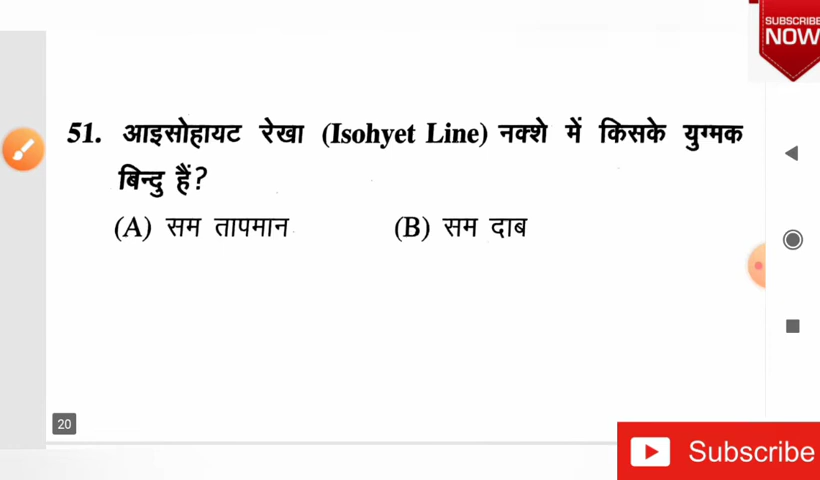 SUBSCRIBE
NOW
51. आइसोहायट रेखा (Isohyet Line) नक्शे में किसके युग्मक
बिन्दु हैं?
(A) सम तापमान (B) सम दाब
20
Subscribe